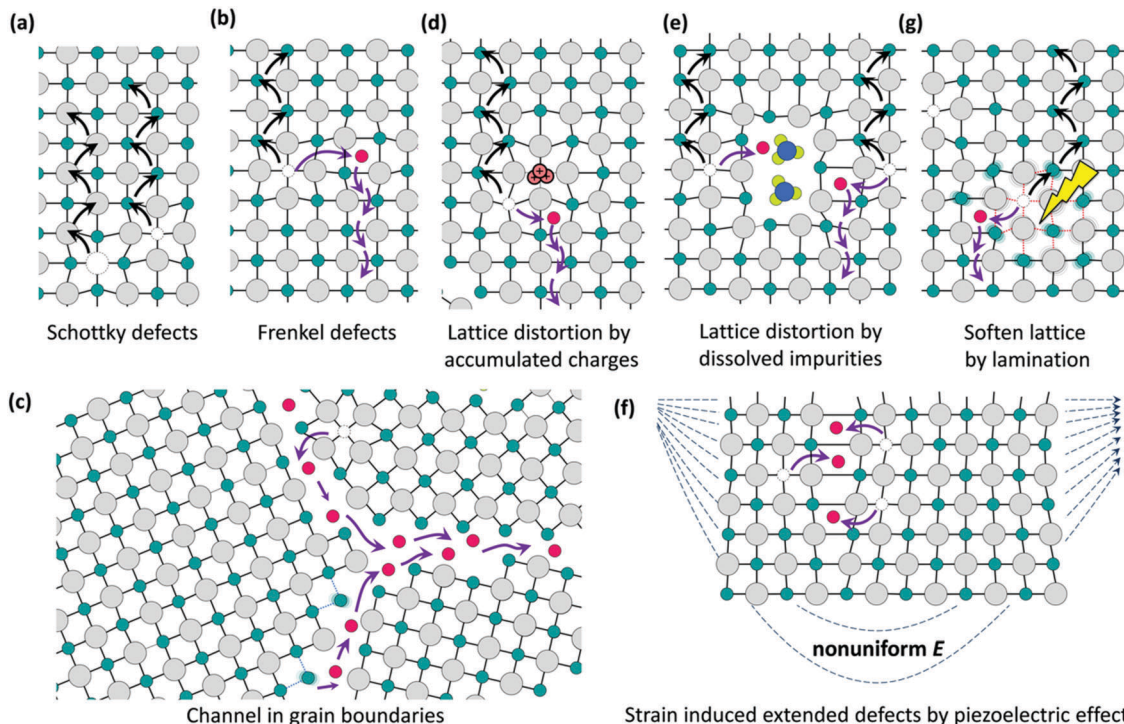 (a)
(b)
(d)
(e)
(g)
+++
Schottky defects
Frenkel defects
Lattice distortion by
accumulated charges
Lattice distortion by
dissolved impurities
Soften lattice
by lamination
(c)
(f)
nonuniform E
Channel in grain boundaries
Strain induced extended defects by piezoelectric effect